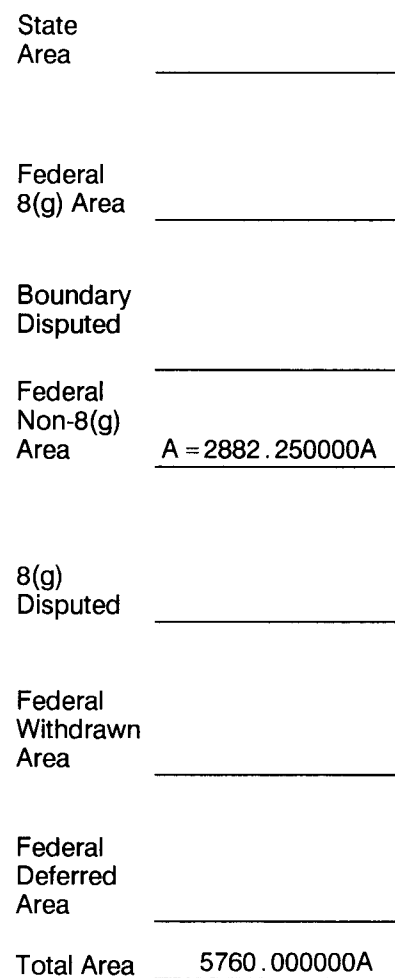 State
Area
Federal
8(g) Area
Boundary
Disputed
Federal
Non-8(g)
Area A = 2882.250000A
8(g)
Disputed
Federal
Withdrawn
Area
Federal
Deferred
Area
Total Area 5760.000000A